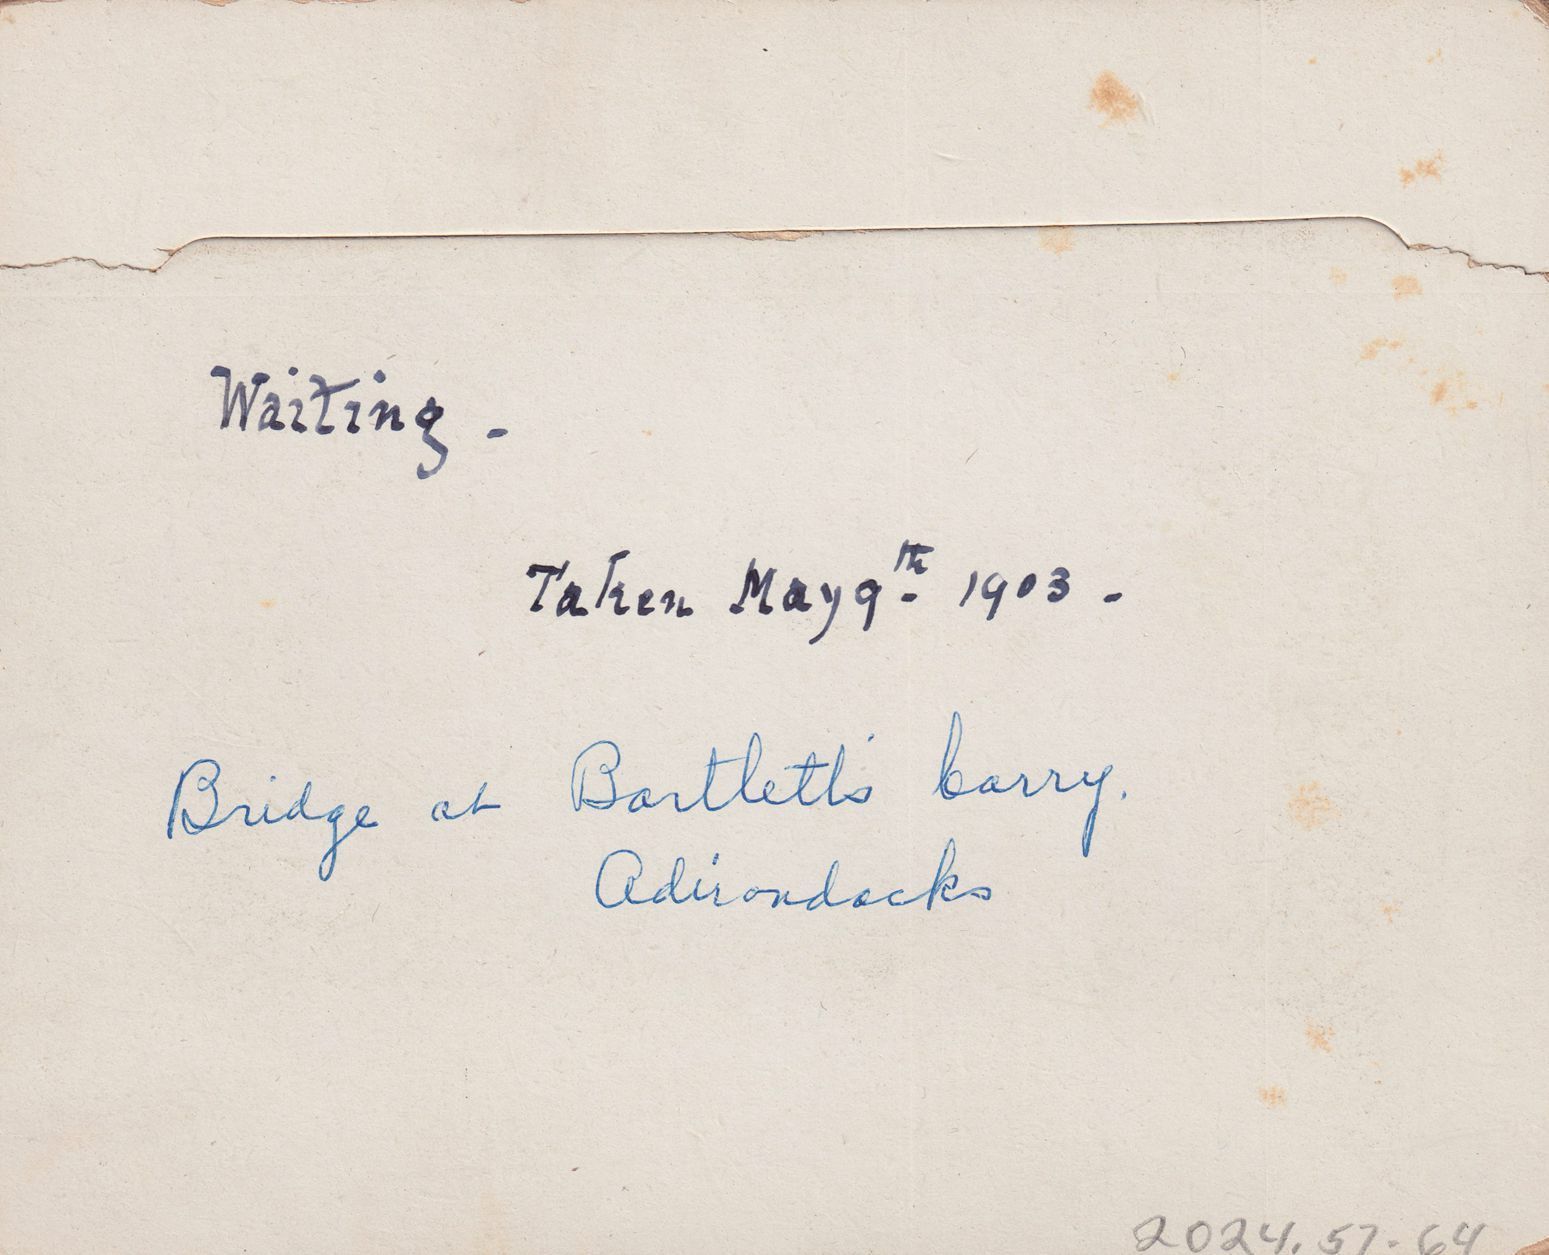 Waiting -
Taken May 9th 1903 -
Bridge at Bartlett's Carry.
Adirondacks
2024.57-64